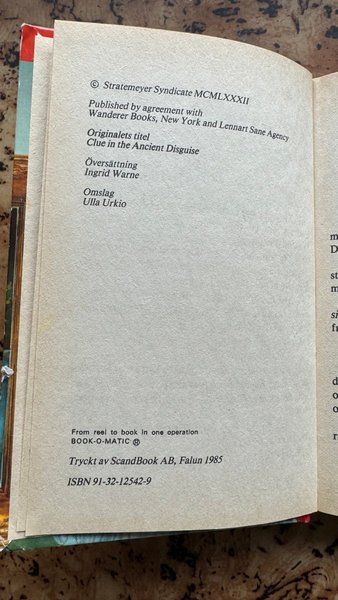 © Stratemeyer Syndicate MCMLXXXII
Published by agreement with
Wanderer Books, New York and Lennart Sane Agency
Originalets titel
Clue in the Ancient Disguise
Översättning
Ingrid Warne
Omslag
Ulla Urkio
From reel to book in one operation
BOOK-O-MATIC
Tryckt av ScandBook AB, Falun 1985
ISBN 91-32-12542-9